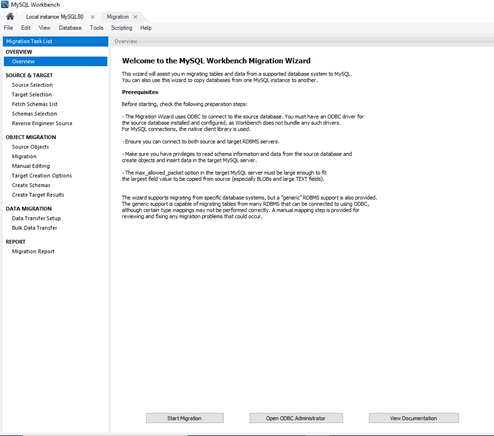 MySQL Workbench
Local instance MySQL80 ×
Migration ×
File Edit View Database Tools Scripting Help
Migration Task List
OVERVIEW
Overview
SOURCE & TARGET
Source Selection
Target Selection
Fetch Schemas List
Schemas Selection
Reverse Engineer Source
OBJECT MIGRATION
Source Objects
Migration
Manual Editing
Target Creation Options
Create Schemas
Create Target Results
DATA MIGRATION
Data Transfer Setup
Bulk Data Transfer
REPORT
Migration Report
Overview
Welcome to the MySQL Workbench Migration Wizard
This wizard will assist you in migrating tables and data from a supported database system to MySQL.
You can also use this wizard to copy databases from one MySQL instance to another.
Prerequisites
Before starting, check the following preparation steps:
- The Migration Wizard uses ODBC to connect to the source database. You must have an ODBC driver for
the source database installed and configured, as Workbench does not bundle any such drivers.
For MySQL connections, the native client library is used.
- Ensure you can connect to both source and target RDBMS servers.
- Make sure you have privileges to read schema information and data from the source database and
create objects and insert data in the target MySQL server.
- The max_allowed_packet option in the target MySQL server must be large enough to fit
the largest field value to be copied from source (especially BLOBs and large TEXT fields).
The wizard supports migrating from specific database systems, but a "generic" RDBMS support is also provided.
The generic support is capable of migrating tables from many RDBMS that can be connected to using ODBC,
although certain type mappings may not be performed correctly. A manual mapping step is provided for
reviewing and fixing any migration problems that could occur.
Start Migration
Open ODBC Administrator
View Documentation